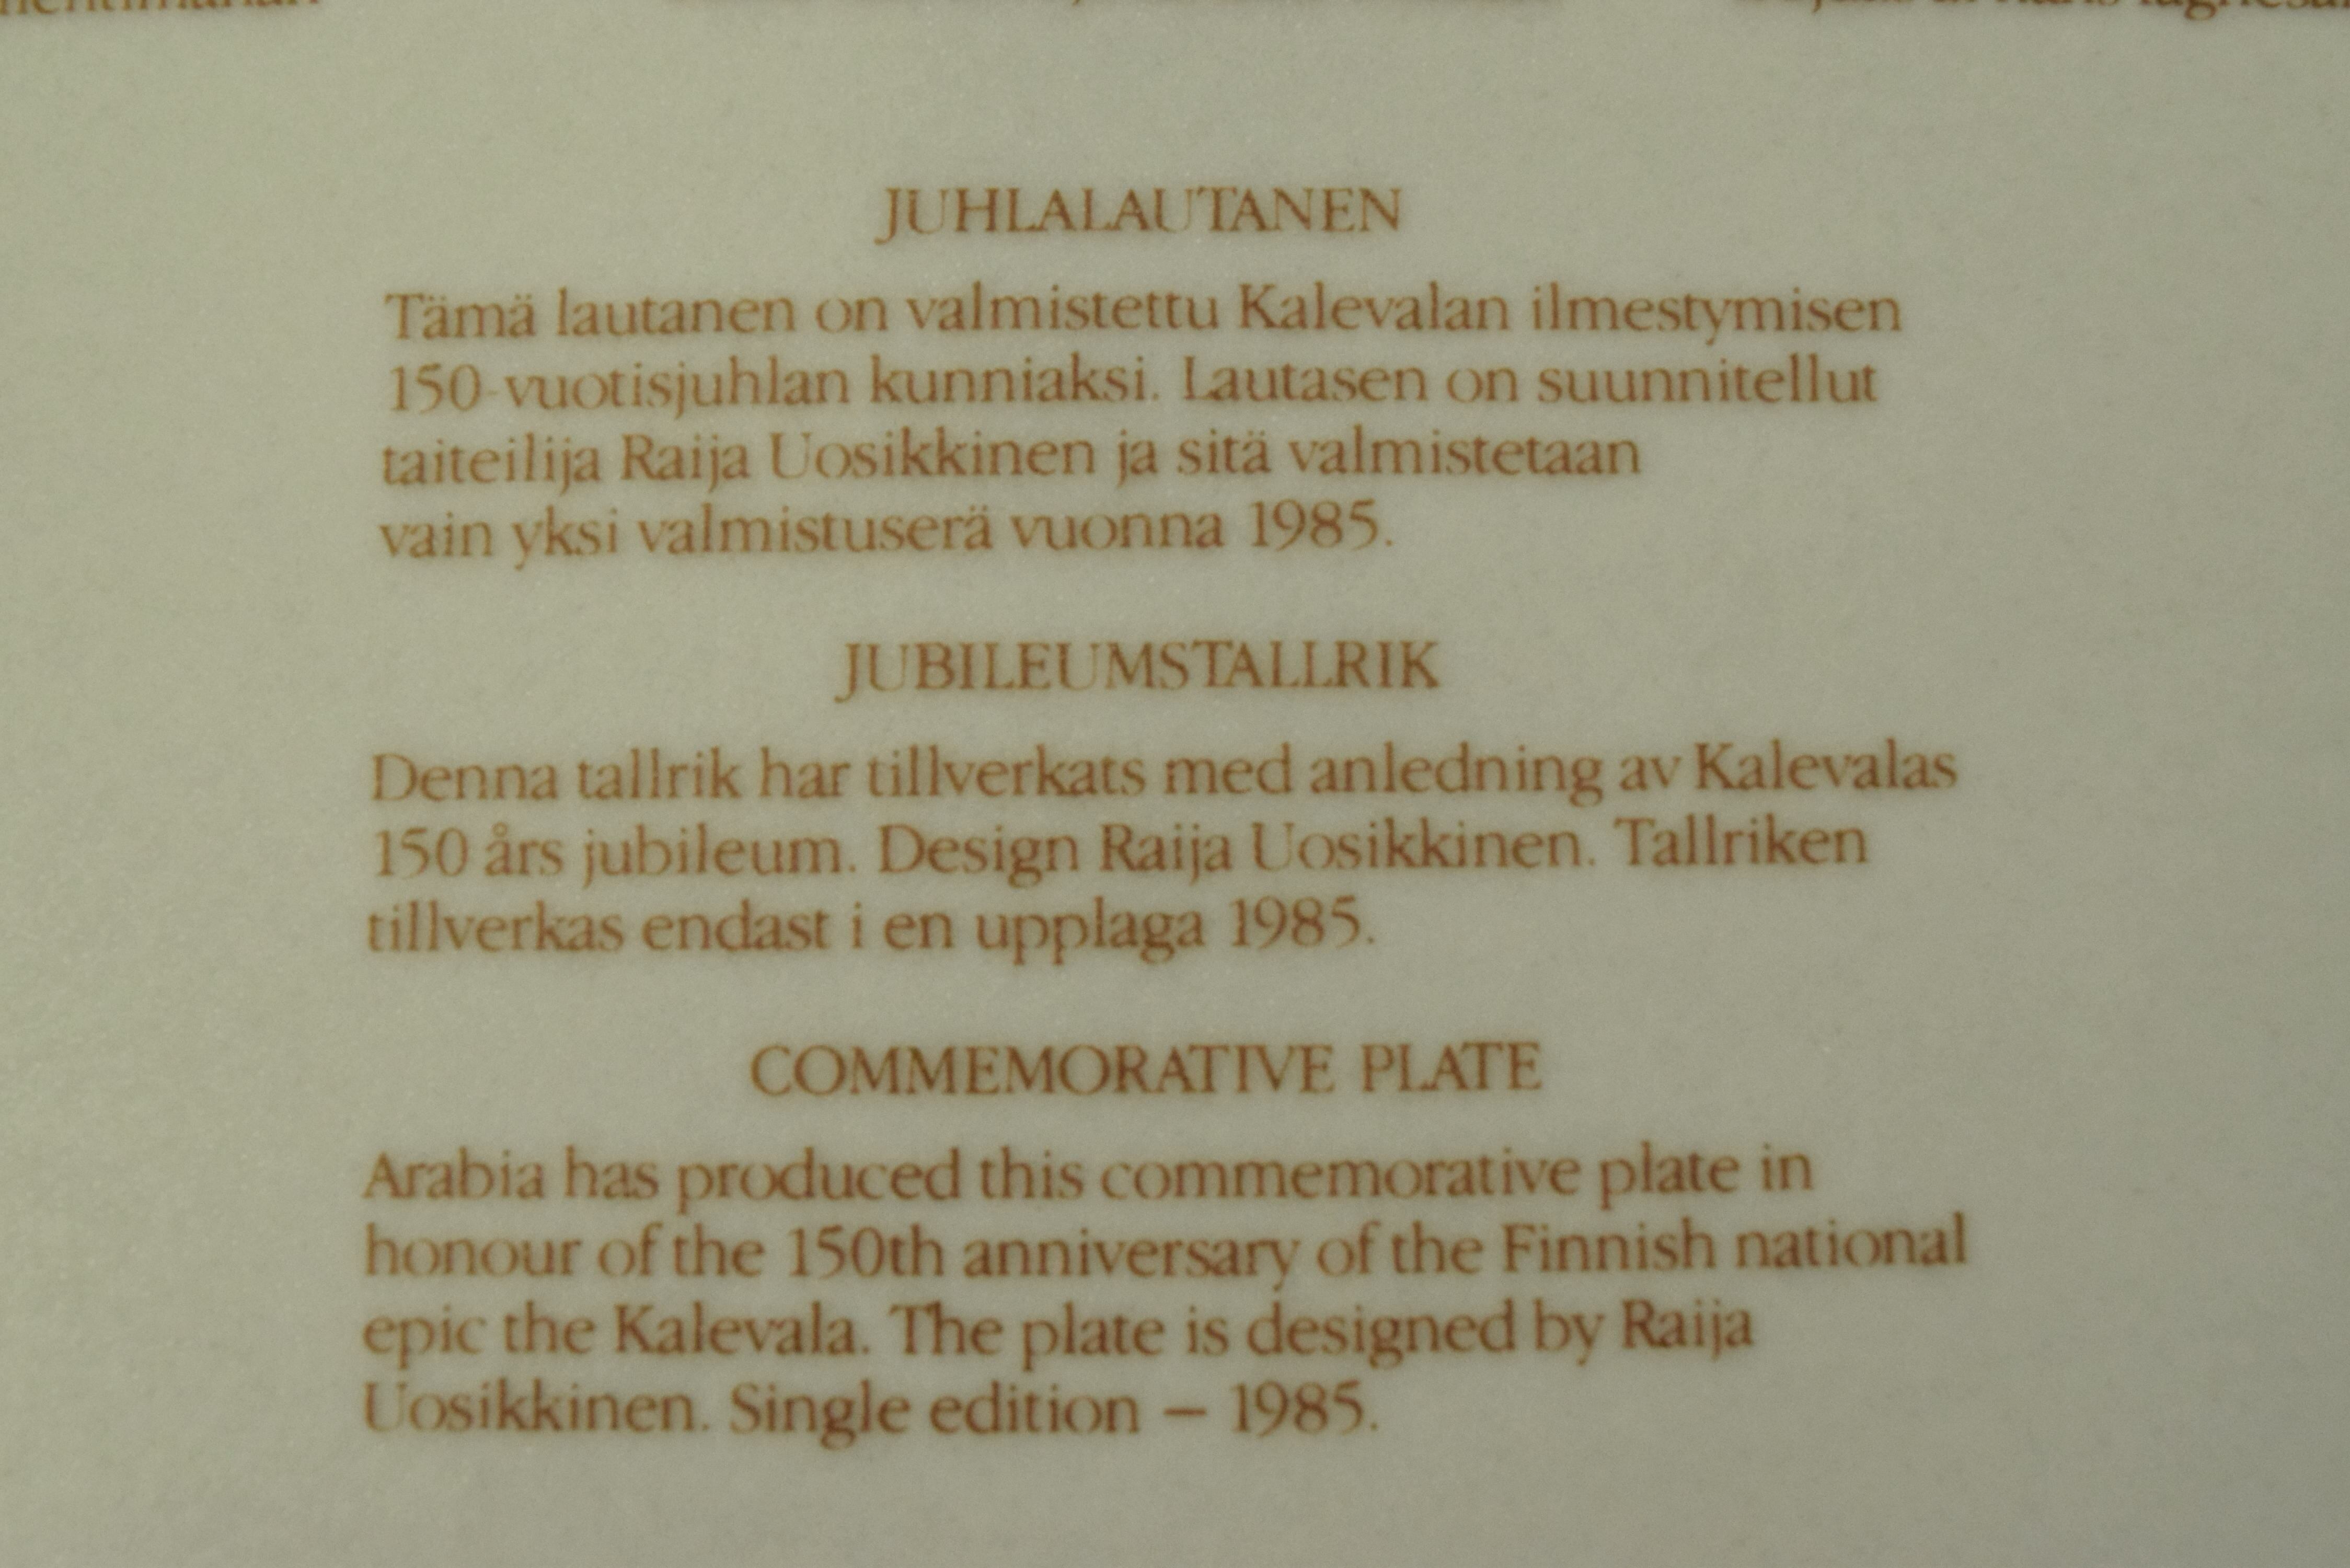 JUHLALAUTANEN
Tämä lautanen on valmistettu Kalevalan ilmestymisen
150-vuotisjuhlan kunniaksi. Lautasen on suunnitellut
taiteilija Raija Uosikkinen ja sitä valmistetaan
vain yksi valmistuserä vuonna 1985.
JUBILEUMSTALLRIK
Denna tallrik har tillverkats med anledning av Kalevalas
150 års jubileum. Design Raija Uosikkinen. Tallriken
tillverkas endast i en upplaga 1985.
COMMEMORATIVE PLATE
Arabia has produced this commemorative plate in
honour of the 150th anniversary of the Finnish national
epic the Kalevala. The plate is designed by Raija
Uosikkinen. Single edition – 1985.